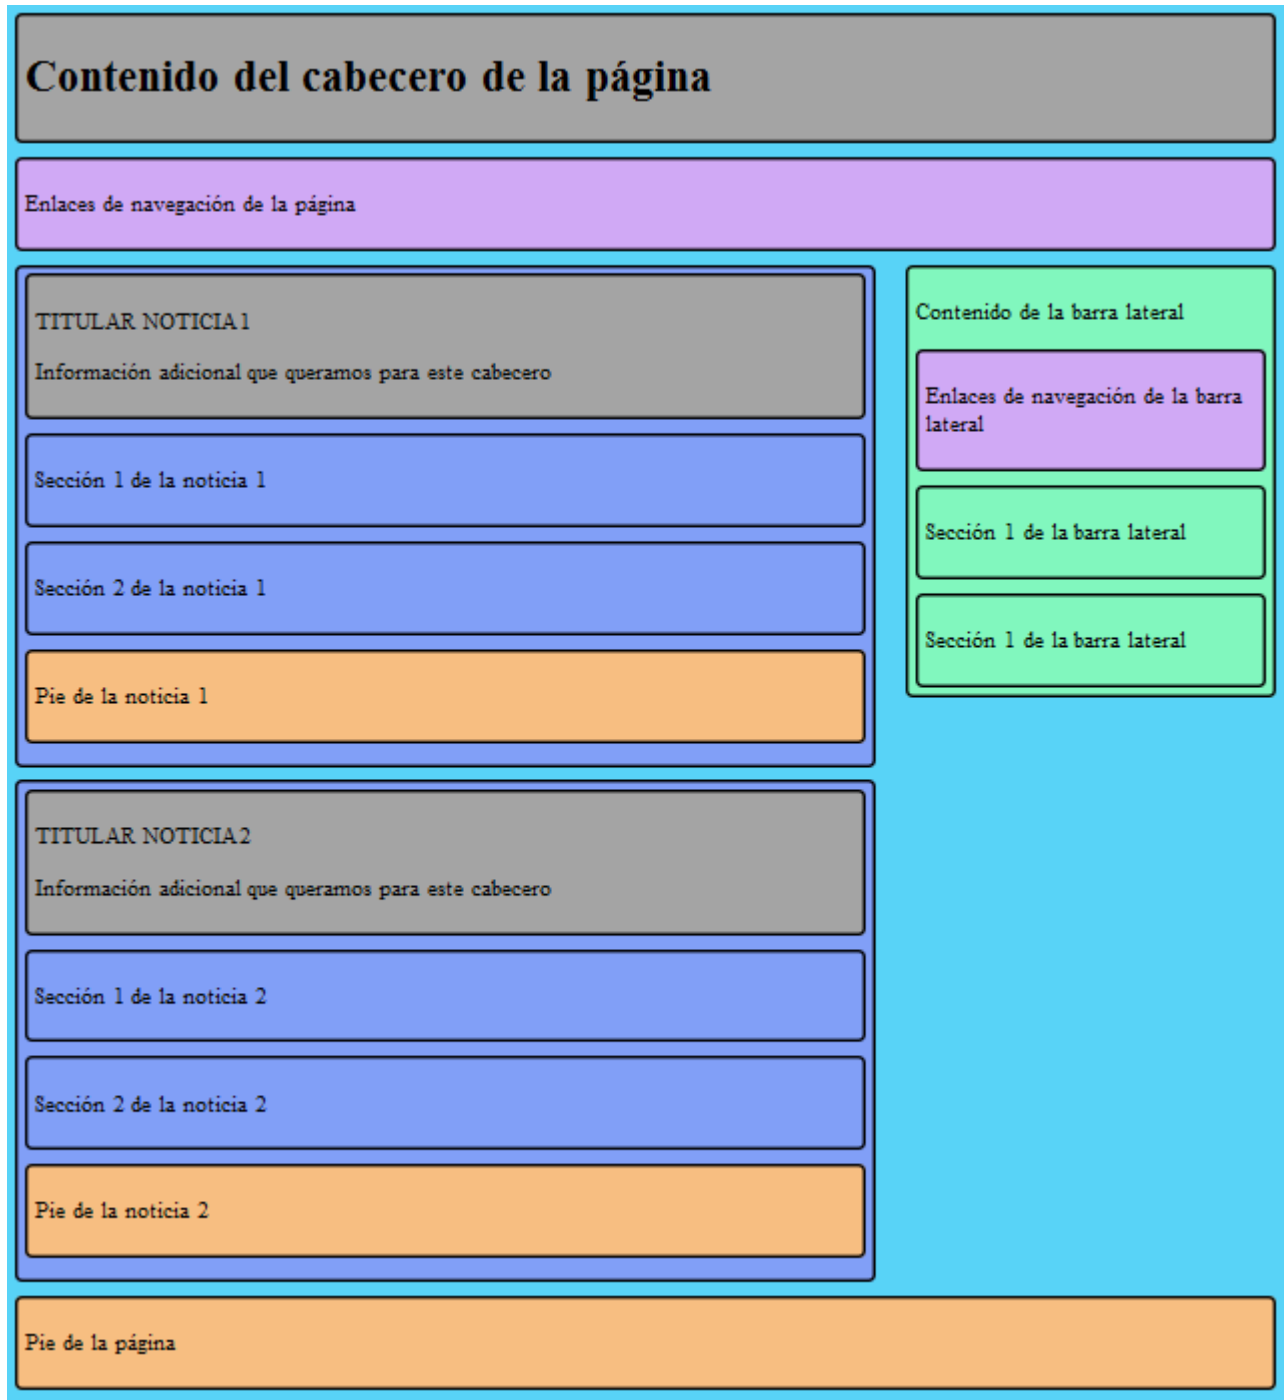 Contenido del cabecero de la página
Enlaces de navegación de la página
TITULAR NOTICIA 1
Información adicional que queramos para este cabecero
Sección 1 de la noticia 1
Sección 2 de la noticia 1
Pie de la noticia 1
TITULAR NOTICIA 2
Información adicional que queramos para este cabecero
Sección 1 de la noticia 2
Sección 2 de la noticia 2
Pie de la noticia 2
Contenido de la barra lateral
Enlaces de navegación de la barra
lateral
Sección 1 de la barra lateral
Sección 1 de la barra lateral
Pie de la página